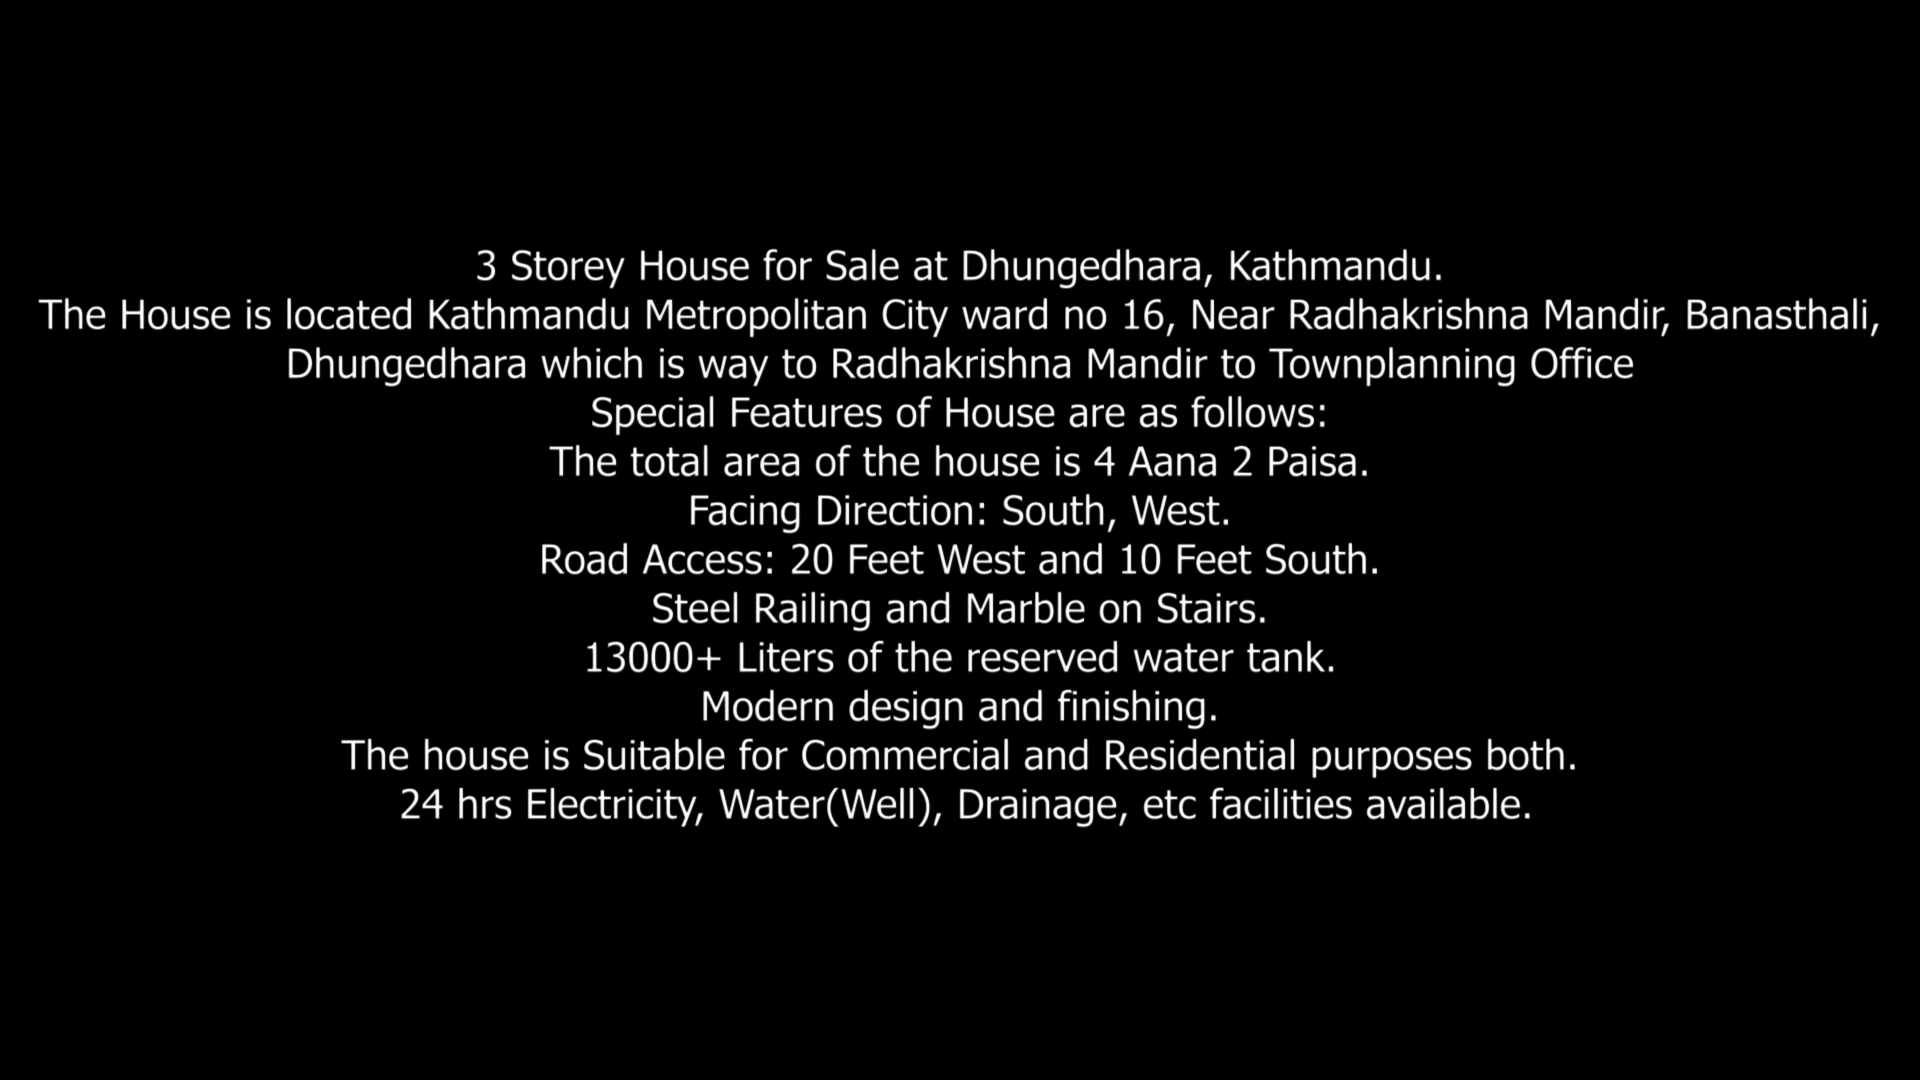 3 Storey House for Sale at Dhungedhara, Kathmandu.
The House is located Kathmandu Metropolitan City ward no 16, Near Radhakrishna Mandir, Banasthali,
Dhungedhara which is way to Radhakrishna Mandir to Townplanning Office
Special Features of House are as follows:
The total area of the house is 4 Aana 2 Paisa.
Facing Direction: South, West.
Road Access: 20 Feet West and 10 Feet South.
Steel Railing and Marble on Stairs.
13000+ Liters of the reserved water tank.
Modern design and finishing.
The house is Suitable for Commercial and Residential purposes both.
24 hrs Electricity, Water(Well), Drainage, etc facilities available.